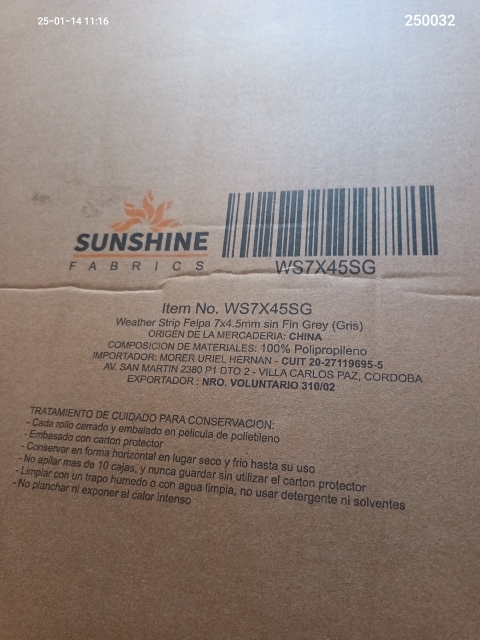 25-01-14 11:16
250032
SUNSHINE
FABRICS
WS7X45SG
Item No. WS7X45SG
Weather Strip Felpa 7x4.5mm sin Fin Grey (Gris)
ORIGEN DE LA MERCADERIA: CHINA
COMPOSICION DE MATERIALES: 100% Polipropileno
IMPORTADOR: MORER URIEL HERNAN - CUIT 20-27119695-5
AV. SAN MARTIN 2380 P1 DTO 2 - VILLA CARLOS PAZ, CORDOBA
EXPORTADOR : NRO. VOLUNTARIO 310/02
TRATAMIENTO DE CUIDADO PARA CONSERVACION:
- Cada rollo cerrado y embalado en pelicula de polietileno
- Embasado con carton protector
- Conservar en forma horizontal en lugar seco y frio hasta su uso
- No apilar mas de 10 cajas, y nunca guardar sin utilizar el carton protector
- Limpiar con un trapo humedo o con agua limpia, no usar detergente ni solventes
- No planchar ni exponer al calor intenso